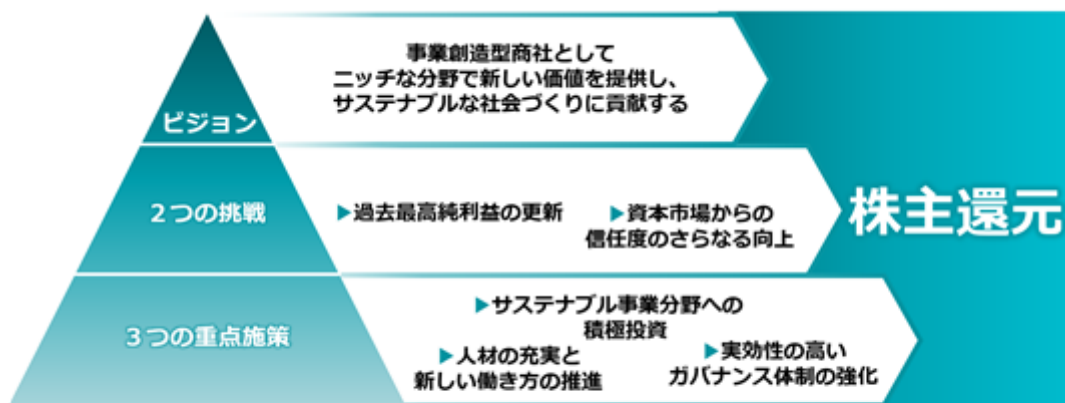 事業創造型商社として
ニッチな分野で新しい価値を提供し、
サステナブルな社会づくりに貢献する
ビジョン
２つの挑戦
▶過去最高純利益の更新
▶資本市場からの
信任度のさらなる向上
株主還元
３つの重点施策
▶サステナブル事業分野への
積極投資
▶人材の充実と
新しい働き方の推進
▶実効性の高い
ガバナンス体制の強化